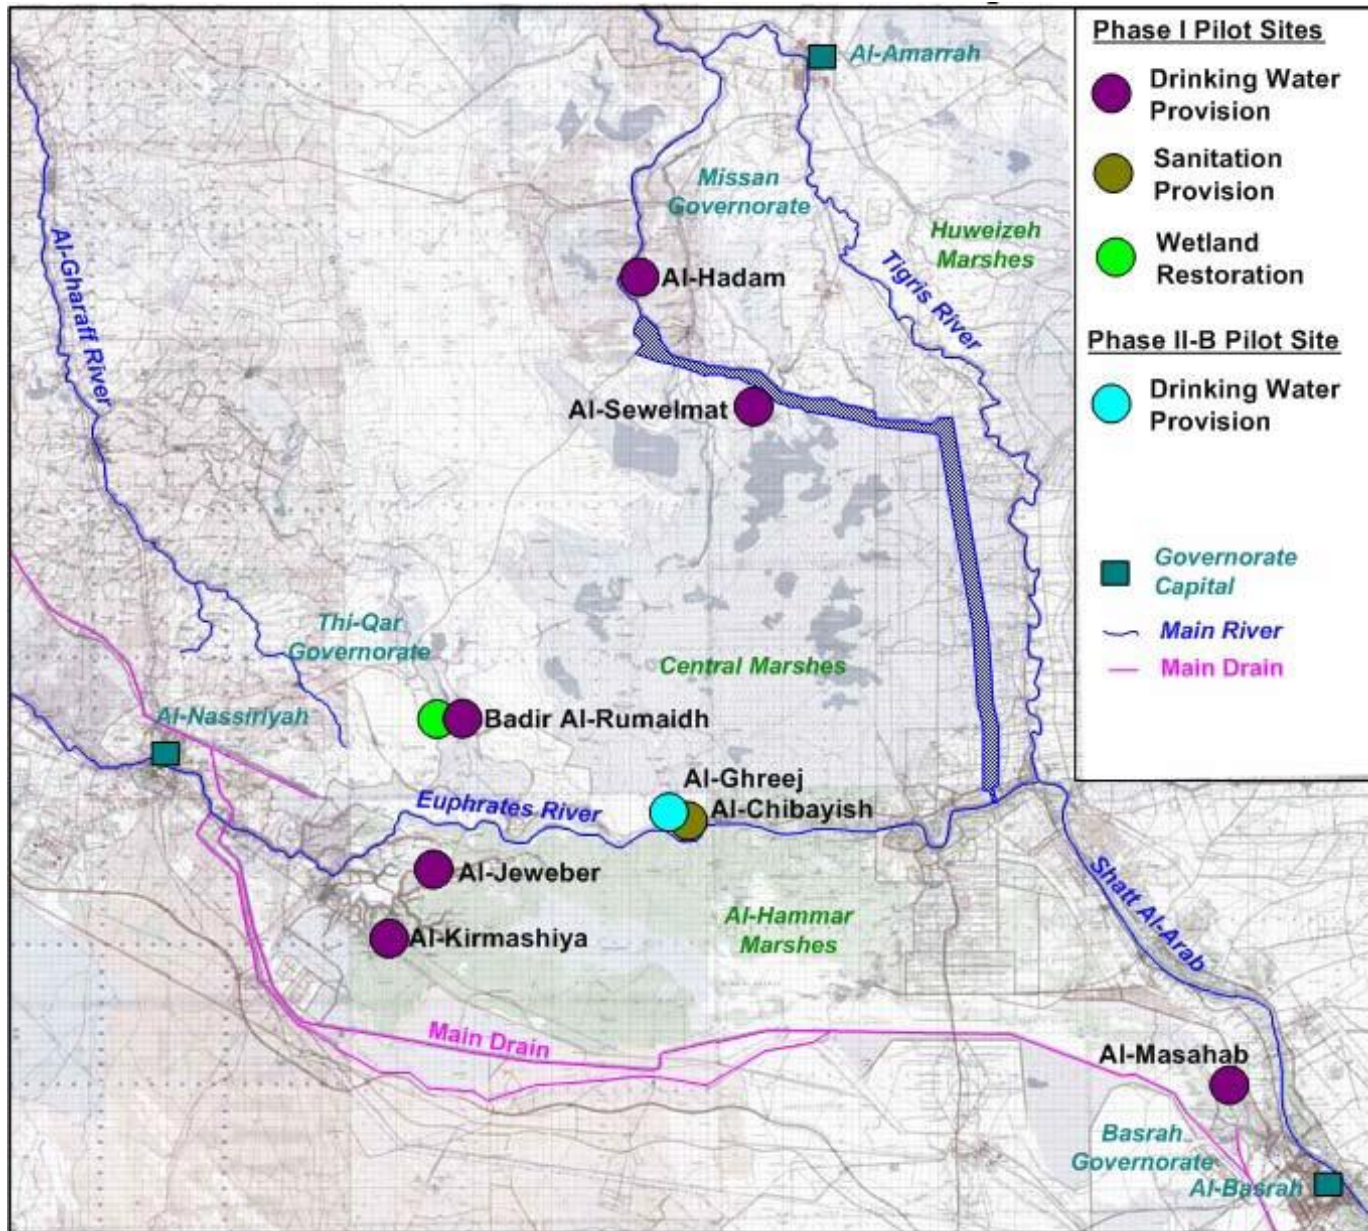 Al-Amarrah
Missan
Governorate
Huweizeh
Marshes
Al-Gharaff River
Tigris River
Al-Hadam
Al-Sewelmat
Thi-Qar
Governorate
Central Marshes
Al-Nassiriyah
Badir Al-Rumaidh
Al-Ghreej
Al-Chibayish
Euphrates River
Al-Jeweber
Al-Hammar
Marshes
Al-Kirmashiya
Shatt Al-Arab
Main Drain
Al-Masahab
Basrah
Governorate
Al-Basrah
Phase I Pilot Sites
Drinking Water
Provision
Sanitation
Provision
Wetland
Restoration
Phase II-B Pilot Site
Drinking Water
Provision
Governorate
Capital
Main River
Main Drain